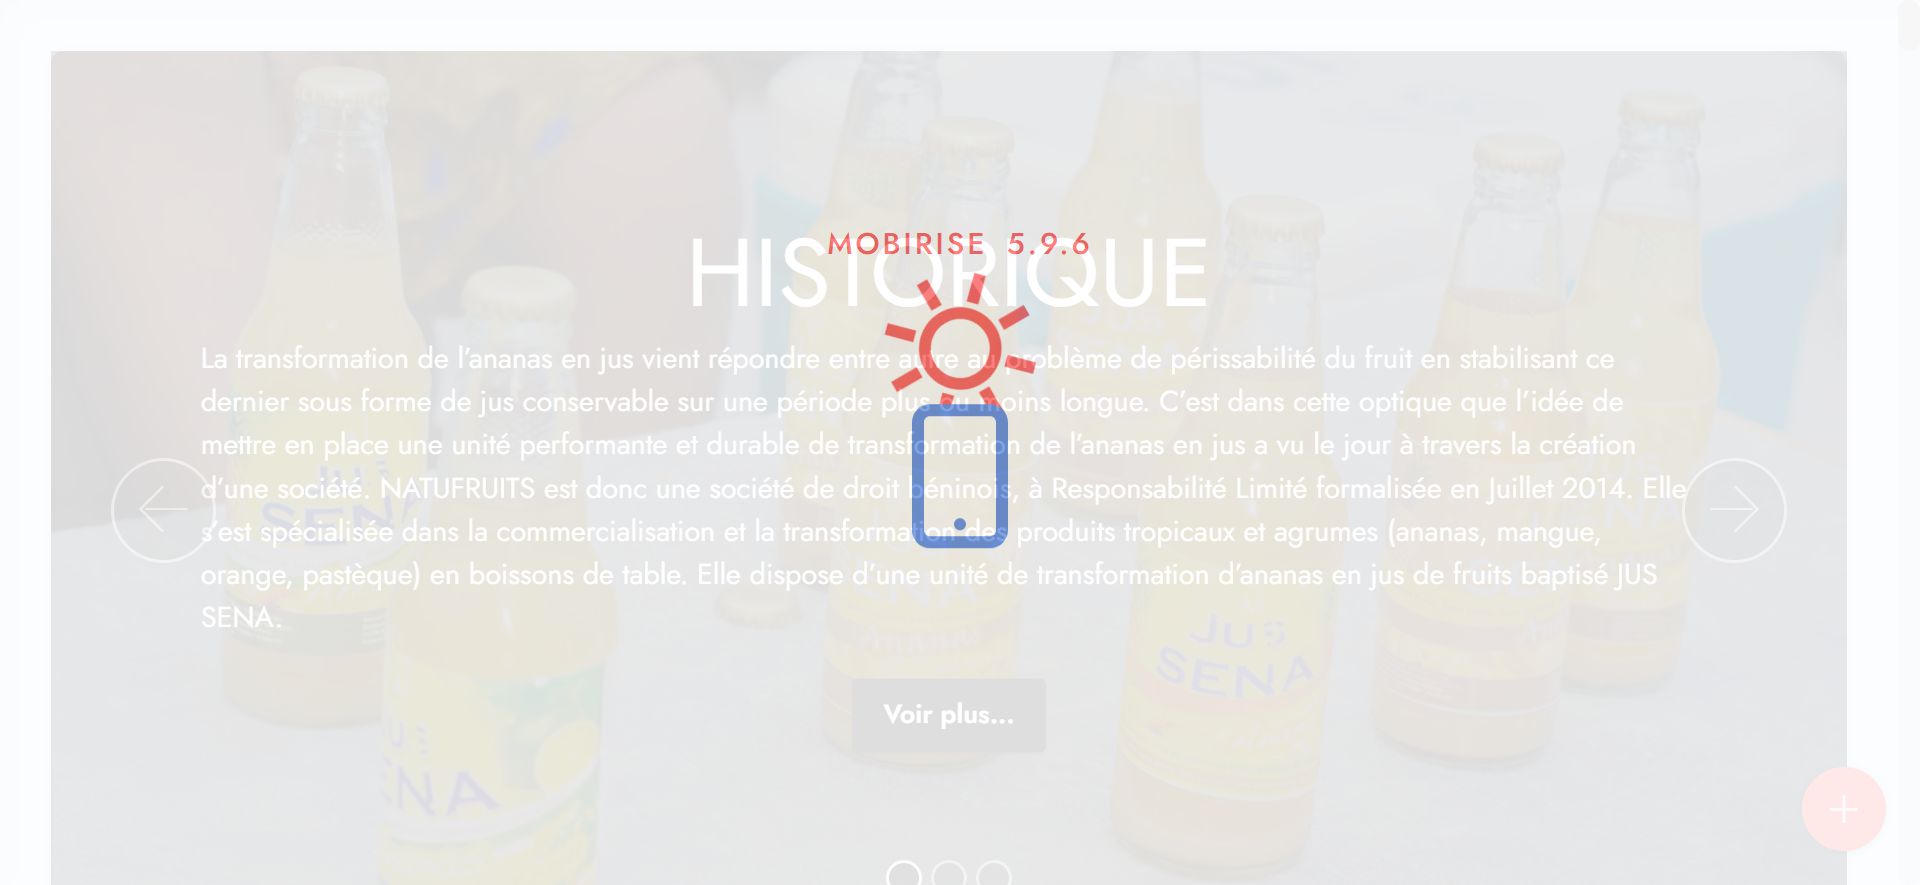 MOBIRISE 5.9.6
HISTORIQUE
La transformation de l’ananas en jus vient répondre entre autre au problème de périssabilité du fruit en stabilisant ce
dernier sous forme de jus conservable sur une période plus ou moins longue. C’est dans cette optique que l’idée de
mettre en place une unité performante et durable de transformation de l’ananas en jus a vu le jour à travers la création
d’une société. NATUFRUITS est donc une société de droit béninois, à Responsabilité Limité formalisée en Juillet 2014. Elle
s’est spécialisée dans la commercialisation et la transformation des produits tropicaux et agrumes (ananas, mangue,
orange, pastèque) en boissons de table. Elle dispose d’une unité de transformation d’ananas en jus de fruits baptisé JUS
SENA.
JUS
SENA
JUS
SENA
Ananas
Voir plus...